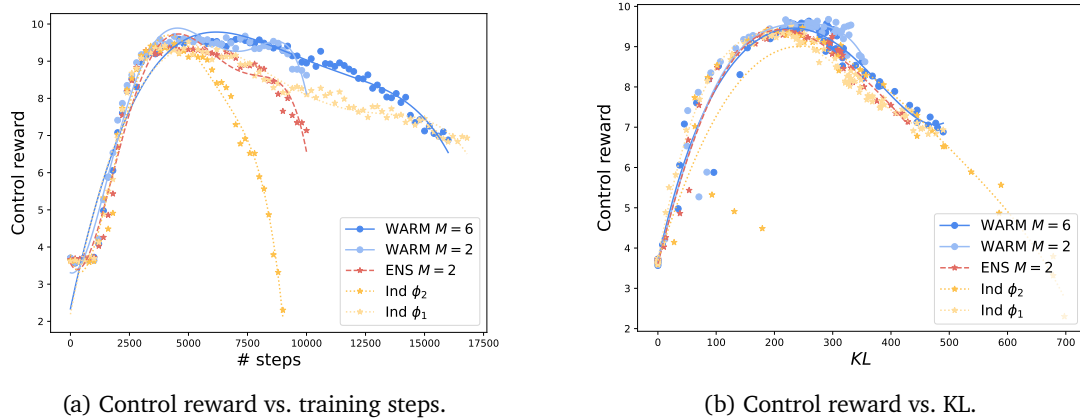 10
9
8
7
6
5
4
3
2
Control reward
0 2500 5000 7500 10000 12500 15000 17500
# steps
WARM M = 6
WARM M = 2
ENS M = 2
Ind ϕ₂
Ind ϕ₁
(a) Control reward vs. training steps.
10
9
8
7
6
5
4
3
2
Control reward
0 100 200 300 400 500 600 700
KL
WARM M = 6
WARM M = 2
ENS M = 2
Ind ϕ₂
Ind ϕ₁
(b) Control reward vs. KL.